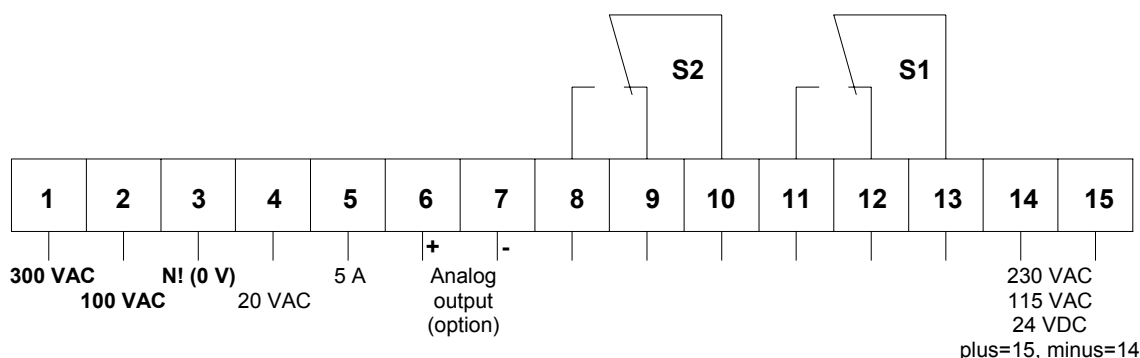 S2
S1
1 2 3 4 5 6 7 8 9 10 11 12 13 14 15
+ -
300 VAC N! (0 V) 5 A Analog 230 VAC
100 VAC 20 VAC output 115 VAC
(option) 24 VDC
plus=15, minus=14